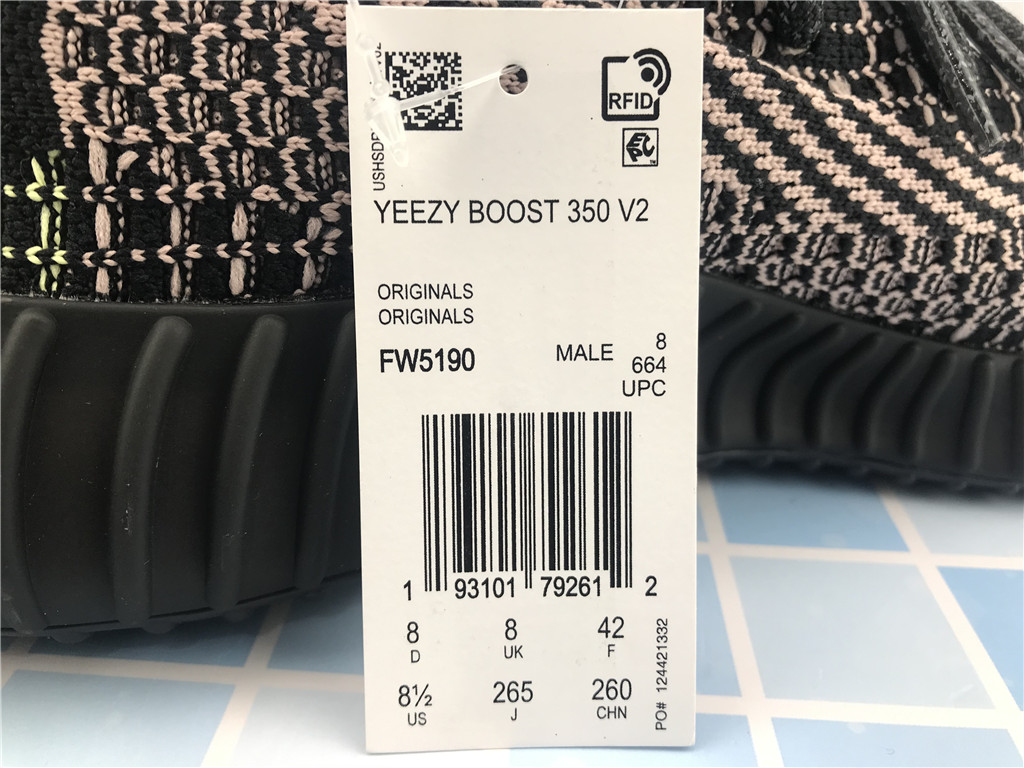 RFID
EPC
YEEZY BOOST 350 V2
ORIGINALS
ORIGINALS
FW5190
MALE 8
664
UPC
1 93101 79261 2
8 8 42
D UK F
8½ 265 260
US J CHN
PO# 124421332